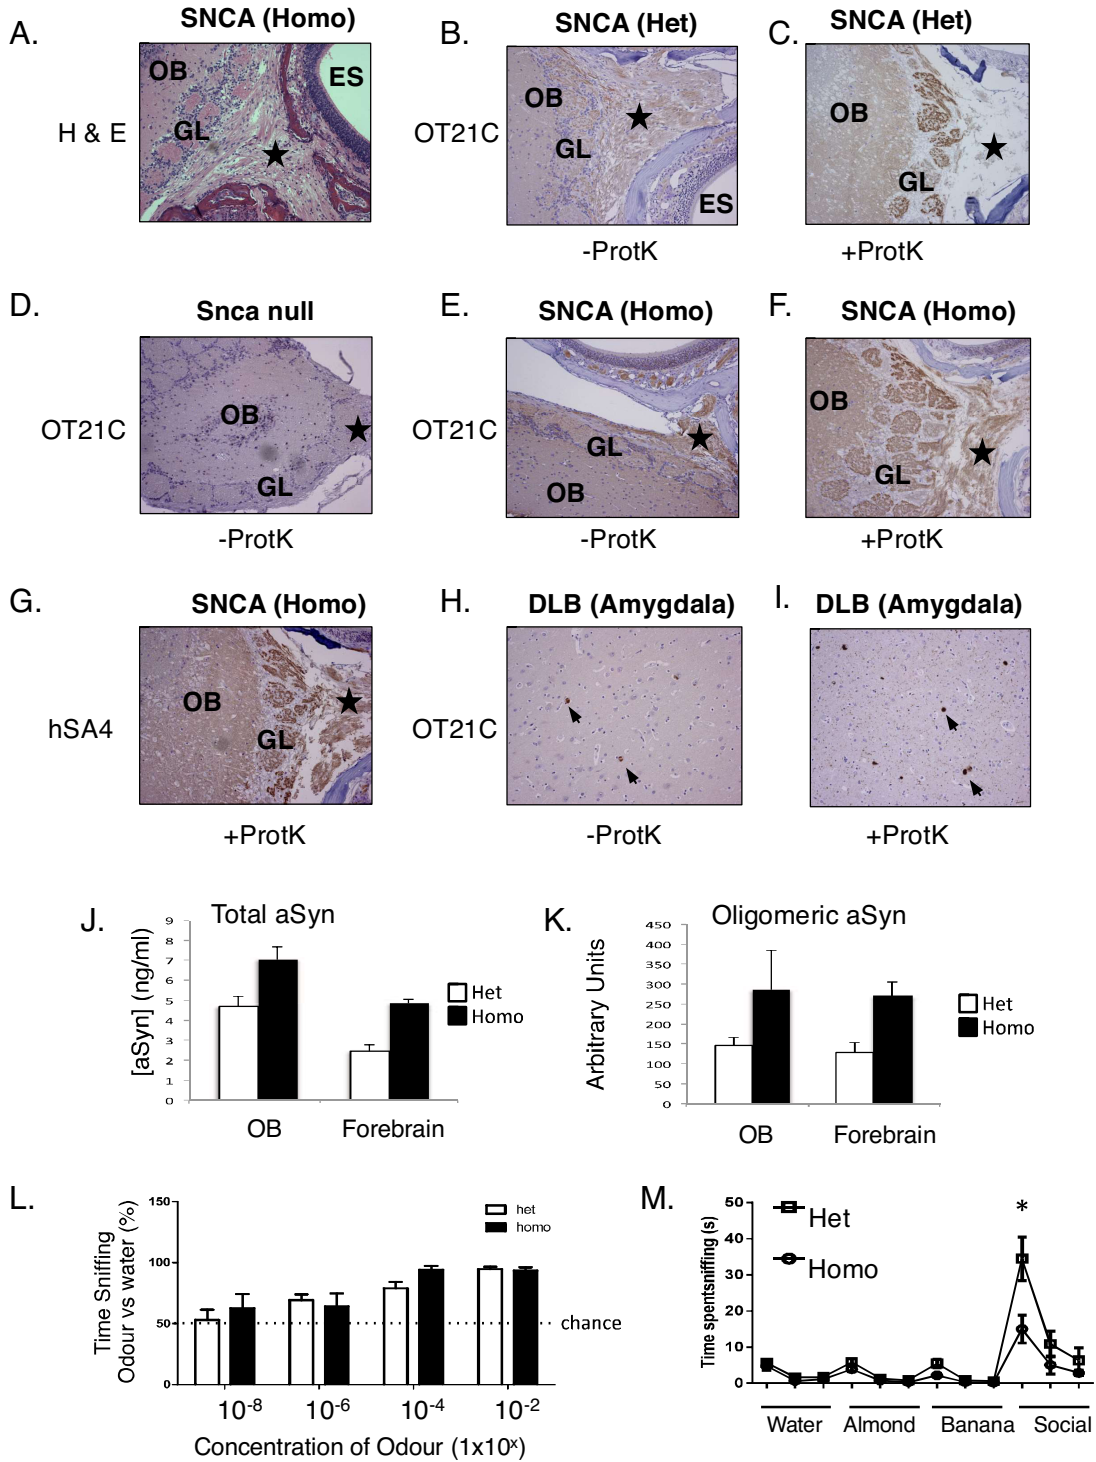 A.
SNCA (Homo)
B.
SNCA (Het)
C.
SNCA (Het)
H & E
OB
GL
ES
OT21C
OB
GL
ES
-ProtK
OB
GL
+ProtK
D.
Snca null
E.
SNCA (Homo)
F.
SNCA (Homo)
OT21C
OB
GL
-ProtK
OT21C
GL
OB
-ProtK
OB
GL
+ProtK
G.
SNCA (Homo)
H.
DLB (Amygdala)
I.
DLB (Amygdala)
hSA4
OB
GL
+ProtK
OT21C
-ProtK
+ProtK
J.
Total aSyn
[aSyn] (ng/ml)
9
8
7
6
5
4
3
2
1
0
Het
Homo
OB Forebrain
K.
Oligomeric aSyn
Arbitrary Units
450
400
350
300
250
200
150
100
50
0
Het
Homo
OB Forebrain
L.
Time Sniffing
Odour vs water (%)
150
100
50
0
het
homo
chance
10-8 10-6 10-4 10-2
Concentration of Odour (1x10x)
M.
Time spentsniffing (s)
50
40
30
20
10
0
Het
Homo
*
Water Almond Banana Social